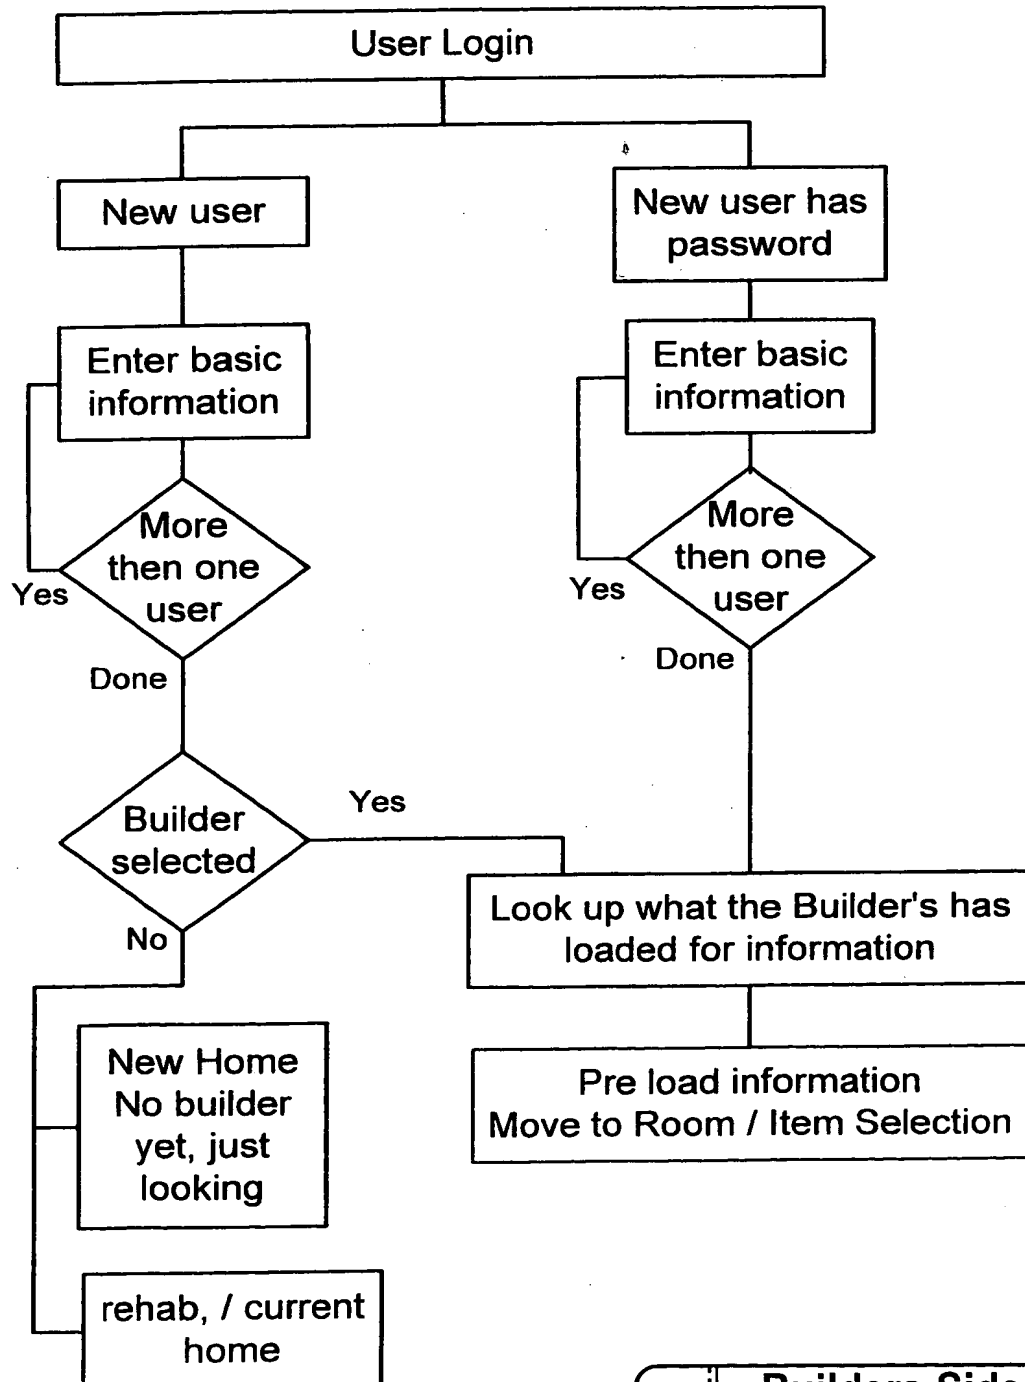 User Login
New user
New user has
password
Enter basic
information
Enter basic
information
More
then one
user
Yes
Done
More
then one
user
Yes
Done
Builder
selected
Yes
No
Look up what the Builder's has
loaded for information
Pre load information
Move to Room / Item Selection
New Home
No builder
yet, just
looking
rehab, / current
home
Builders Side